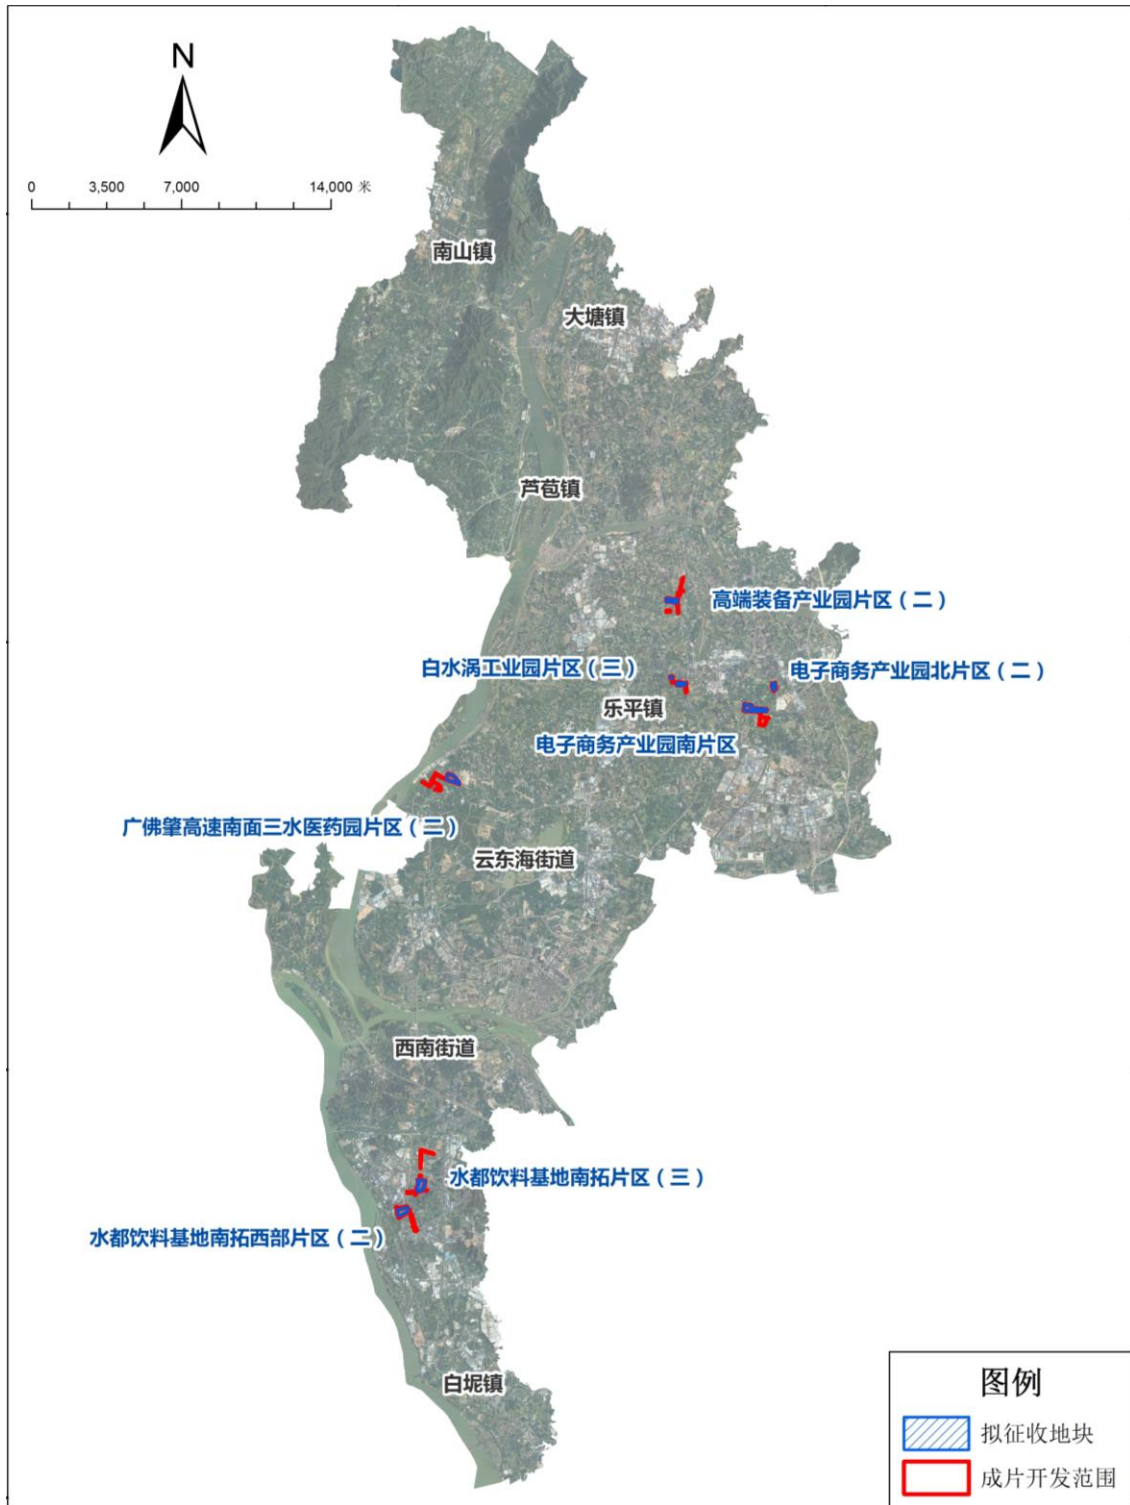 N
0 3,500 7,000 14,000 米
南山镇
大塘镇
芦苞镇
高端装备产业园片区（二）
白水涡工业园片区（三）
电子商务产业园北片区（二）
乐平镇
电子商务产业园南片区
广佛肇高速南面三水医药园片区（二）
云东海街道
西南街道
水都饮料基地南拓片区（三）
水都饮料基地南拓西部片区（二）
白坭镇
图例
拟征收地块
成片开发范围